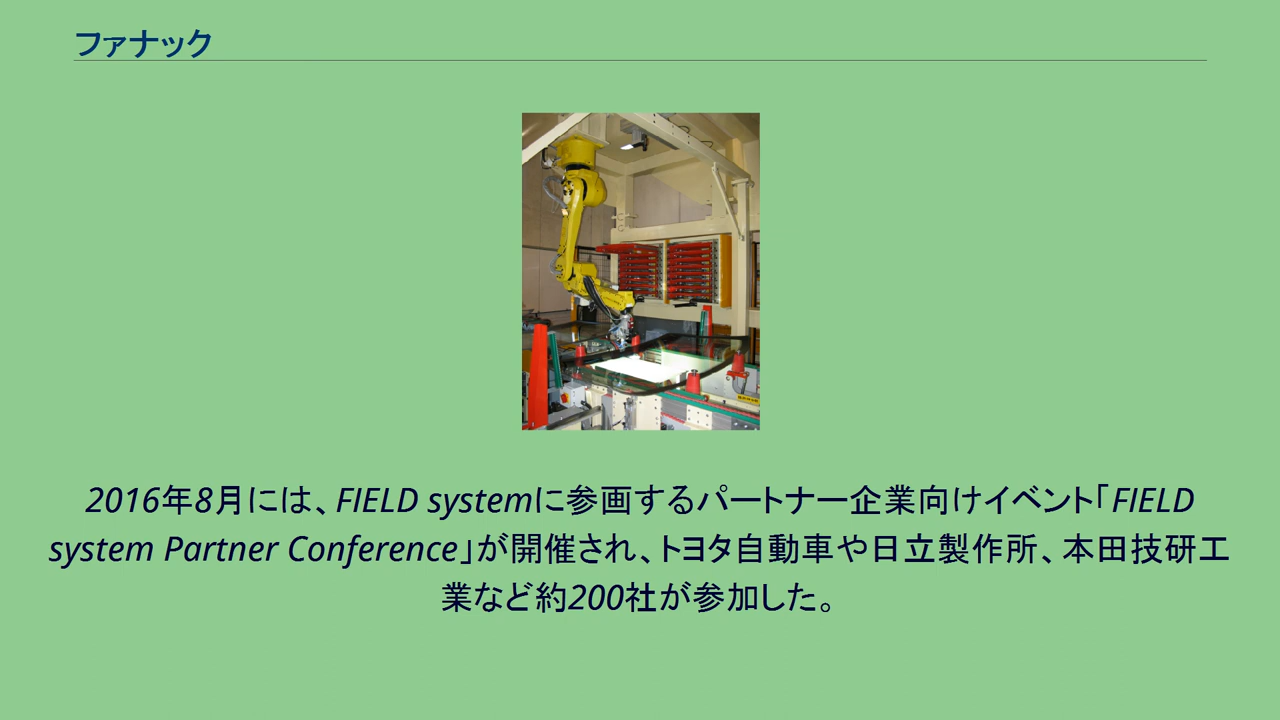 ファナック
2016年8月には、FIELD systemに参画するパートナー企業向けイベント「FIELD
system Partner Conference」が開催され、トヨタ自動車や日立製作所、本田技研工
業など約200社が参加した。